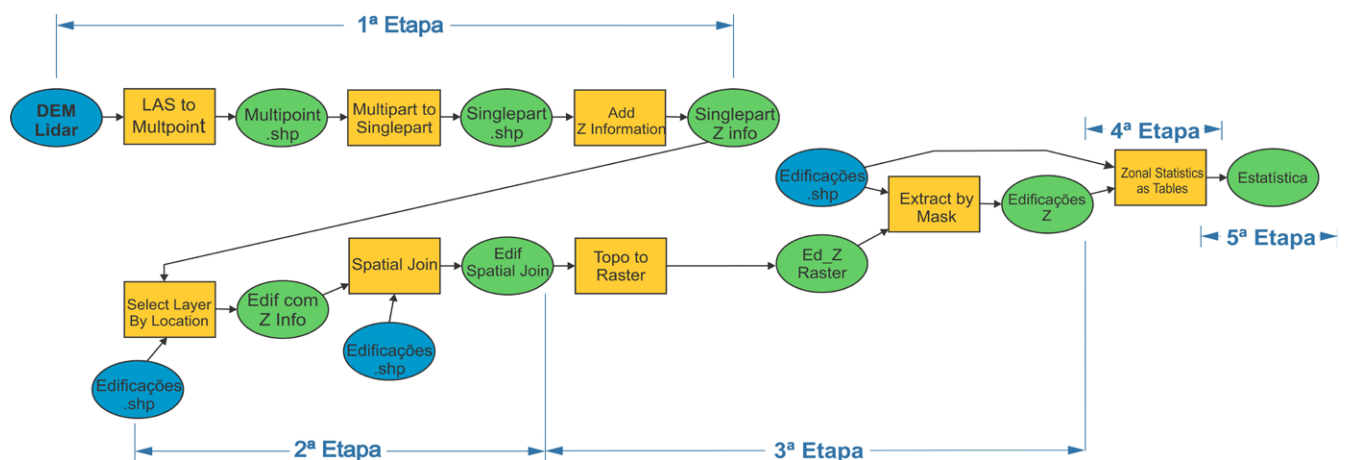 1ª Etapa
DEM
Lidar
LAS to
Multpoint
Multipoint
.shp
Multipart to
Singlepart
Singlepart
.shp
Add
Z Information
Singlepart
Z info
4ª Etapa
Edificações
.shp
Extract by
Mask
Edificações
Z
Zonal Statistics
as Tables
Estatística
5ª Etapa
Select Layer
By Location
Edif com
Z Info
Spatial Join
Edif
Spatial Join
Topo to
Raster
Ed_Z
Raster
Edificações
.shp
Edificações
.shp
2ª Etapa
3ª Etapa